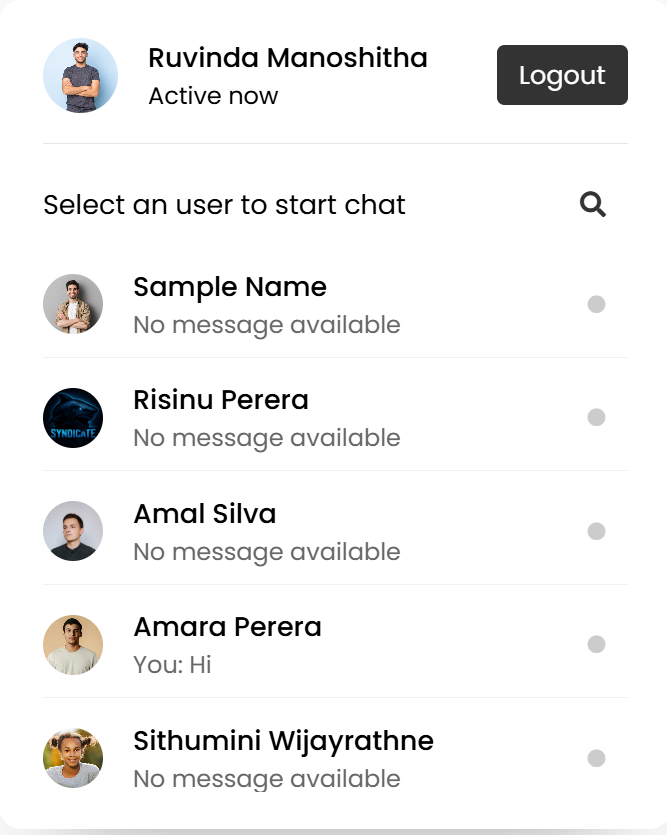 Ruvinda Manoshitha
Active now
Logout
Select an user to start chat
Sample Name
No message available
Risinu Perera
No message available
SYNDICATE
Amal Silva
No message available
Amara Perera
You: Hi
Sithumini Wijayrathne
No message available